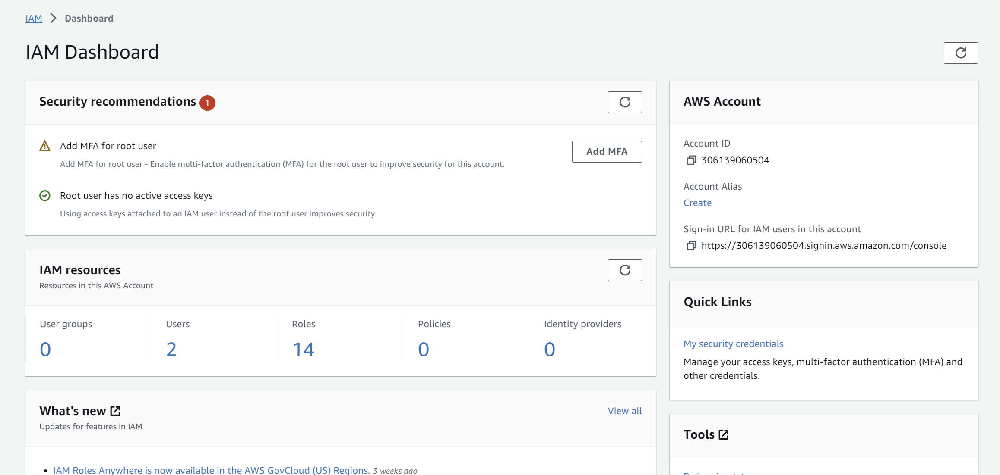 IAM Dashboard
IAM Dashboard
Security recommendations 1
Add MFA for root user
Add MFA for root user - Enable multi-factor authentication (MFA) for the root user to improve security for this account.
Add MFA
Root user has no active access keys
Using access keys attached to an IAM user instead of the root user improves security.
IAM resources
Resources in this AWS Account
User groups
0
Users
2
Roles
14
Policies
0
Identity providers
0
What's new
View all
Updates for features in IAM
IAM Roles Anywhere is now available in the AWS GovCloud (US) Regions. 3 weeks ago
AWS Account
Account ID
306139060504
Account Alias
Create
Sign-in URL for IAM users in this account
https://306139060504.signin.aws.amazon.com/console
Quick Links
My security credentials
Manage your access keys, multi-factor authentication (MFA) and
other credentials.
Tools